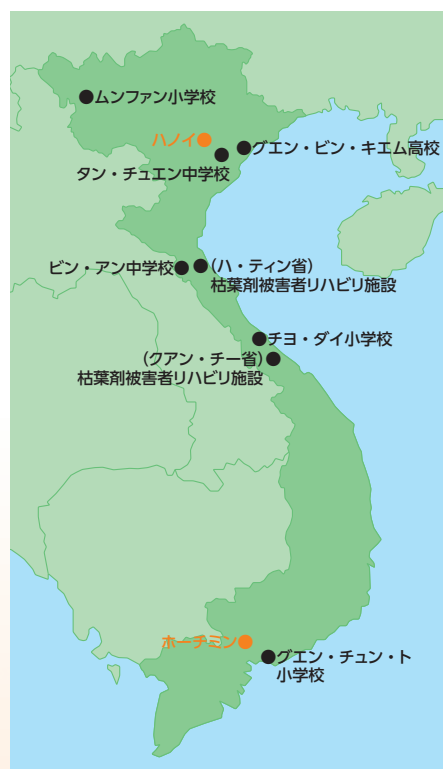 ムンファン小学校
ハノイ
グエン・ビン・キエム高校
タン・チュエン中学校
ビン・アン中学校
(ハ・ティン省)
枯葉剤被害者リハビリ施設
チヨ・ダイ小学校
(クアン・チー省)
枯葉剤被害者リハビリ施設
ホーチミン
グエン・チュン・ト
小学校